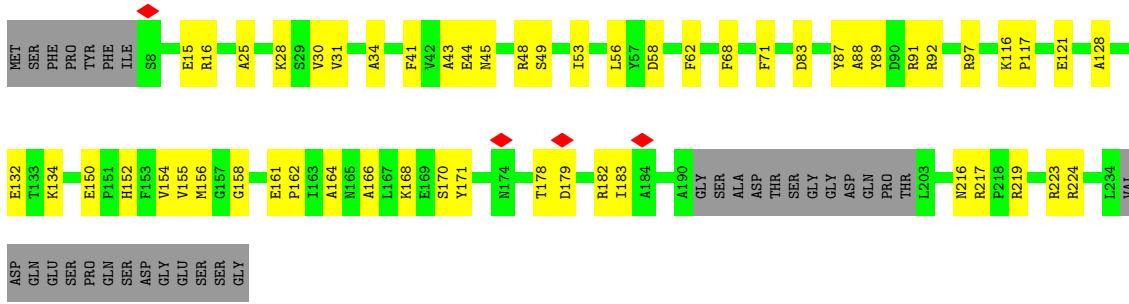 MET SER PHE PRO TYR PHE ILE S8 E15 R16 A25 K28 S29 V30 V31 A34 F41 V42 A43 E44 N45 R48 S49 I53 L56 Y57 D58 F62 F68 F71 D83 Y87 A88 Y89 D90 R91 R92 R97 K116 P117 E121 A128
E132 T133 K134 E150 P151 H152 F153 V154 V155 M156 G157 G158 E161 P162 I163 A164 N165 A166 L167 K168 E169 S170 Y171 N174 T178 D179 R182 I183 A184 A190 GLY SER ALA ASP THR SER GLY GLY ASP GLN PRO THR L203 N216 R217 P218 R219 R223 R224 L234 VAL
ASP GLN GLU SER PRO GLN SER ASP GLY GLU SER SER GLY